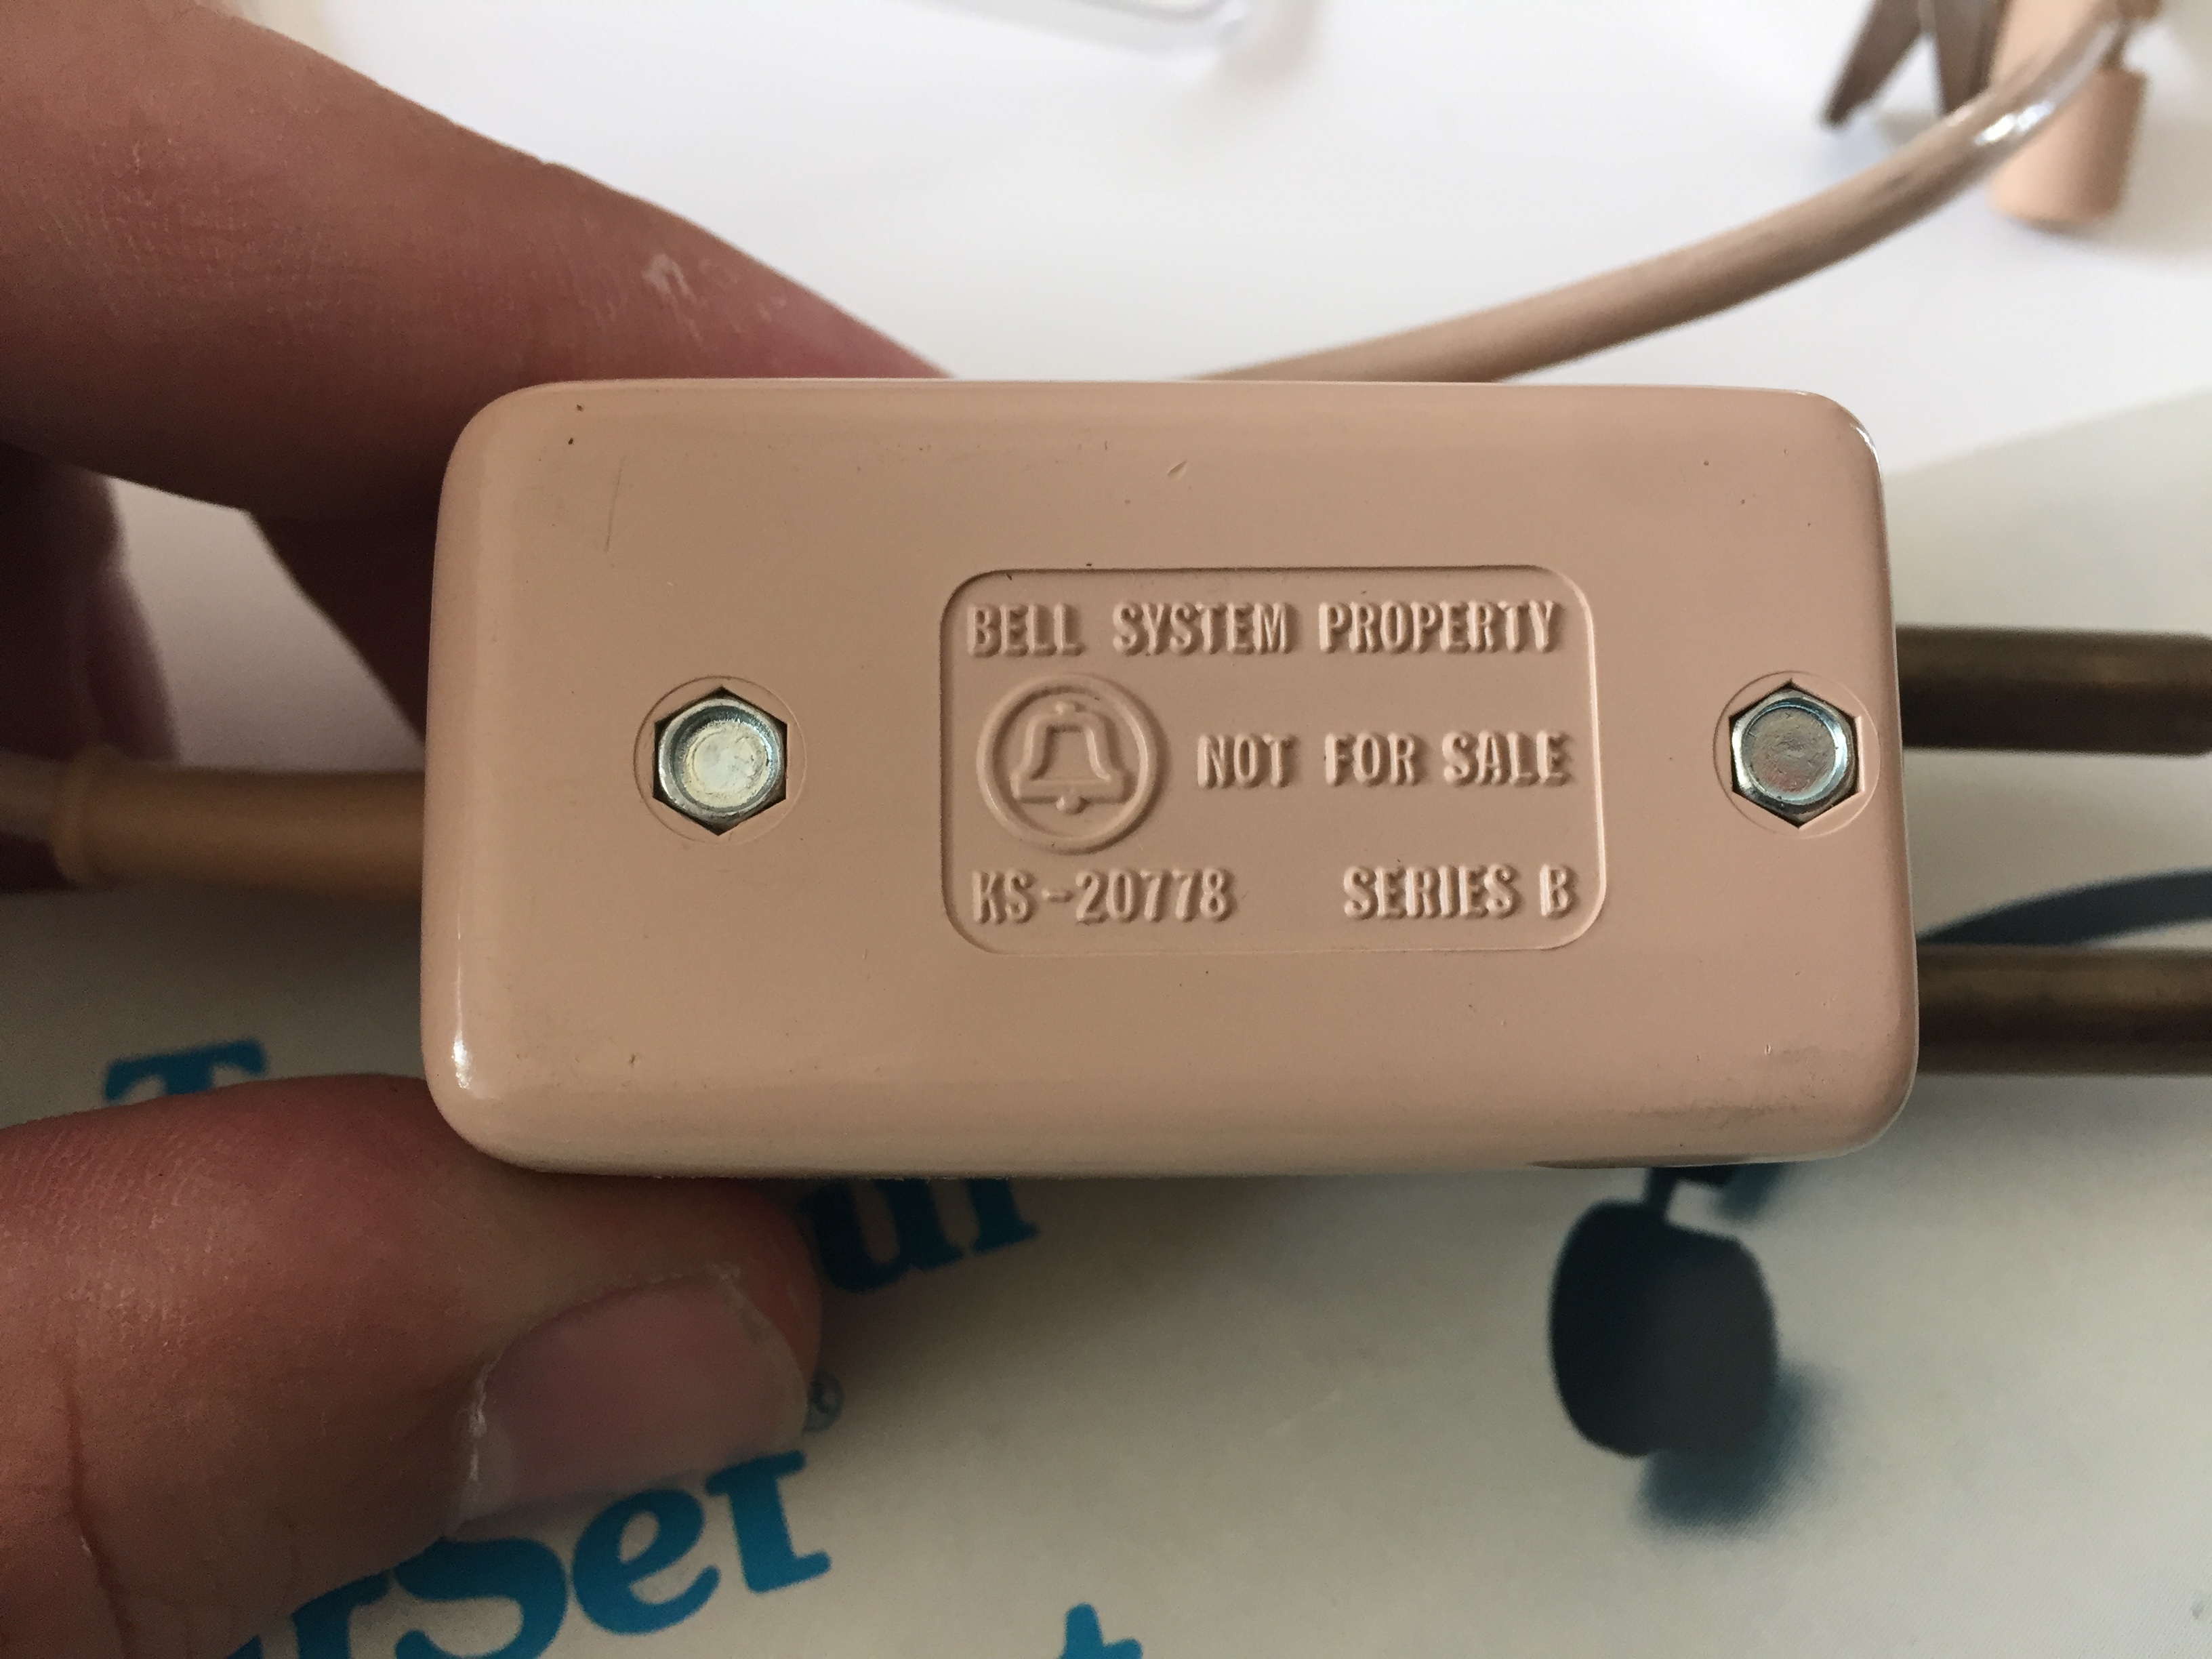 BELL SYSTEM PROPERTY
NOT FOR SALE
KS-20778 SERIES B
®